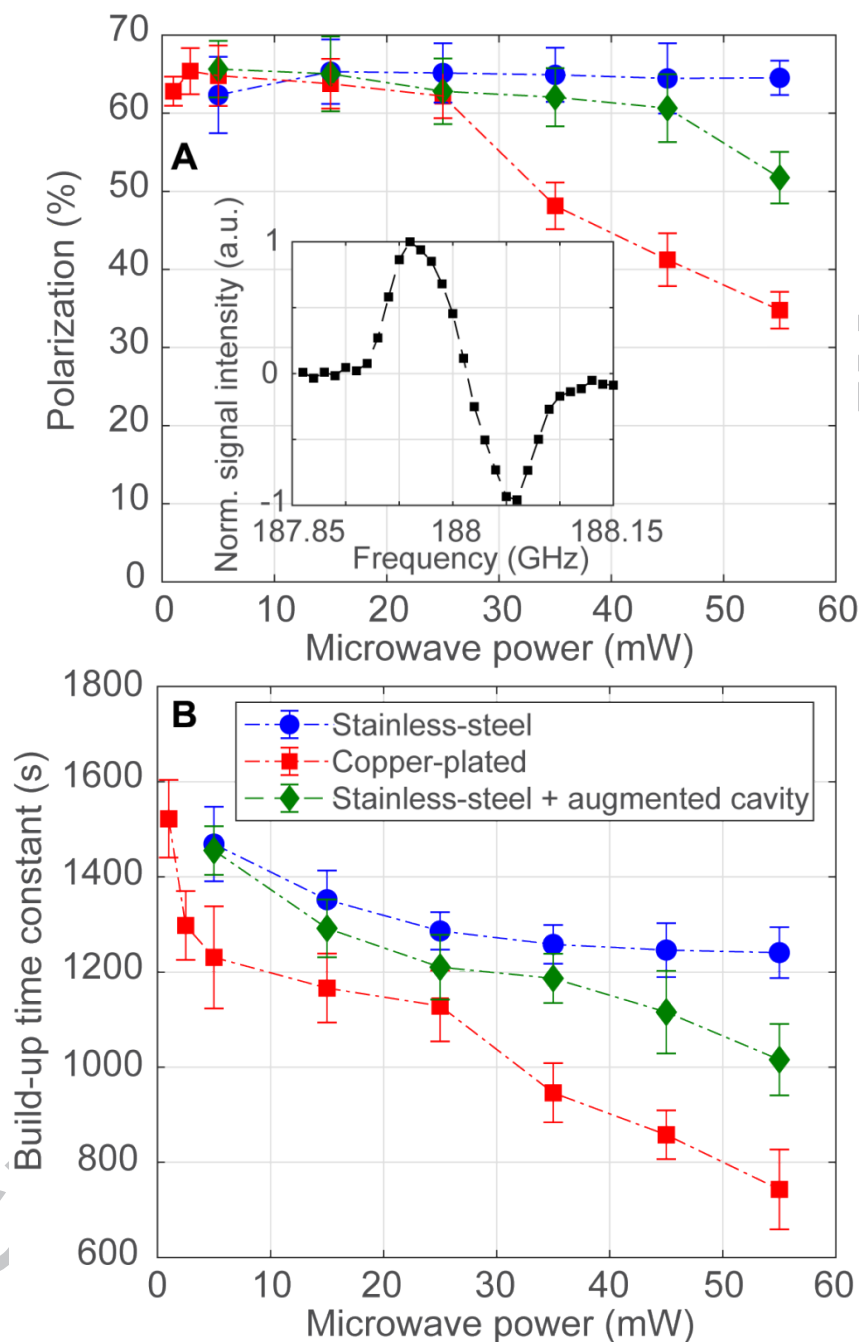 70
60
50
40
30
20
10
0
Polarization (%)
A
Norm. signal intensity (a.u.)
1
0
-1
187.85 188 188.15
Frequency (GHz)
0 10 20 30 40 50 60
Microwave power (mW)
1800
1600
1400
1200
1000
800
600
Build-up time constant (s)
B
Stainless-steel
Copper-plated
Stainless-steel + augmented cavity
0 10 20 30 40 50 60
Microwave power (mW)